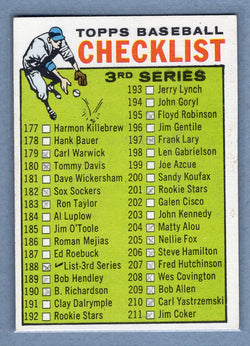 TOPPS BASEBALL
CHECKLIST
3RD SERIES
177 Harmon Killebrew
178 Hank Bauer
179 Carl Warwick
180 Tommy Davis
181 Dave Wickersham
182 Sox Sockers
183 Ron Taylor
184 Al Luplow
185 Jim O'Toole
186 Roman Mejias
187 Ed Roebuck
188 List-3rd Series
189 Bob Hendley
190 B. Richardson
191 Clay Dalrymple
192 Rookie Stars
193 Jerry Lynch
194 John Goryl
195 Floyd Robinson
196 Jim Gentile
197 Frank Lary
198 Len Gabrielson
199 Joe Azcue
200 Sandy Koufax
201 Rookie Stars
202 Galen Cisco
203 John Kennedy
204 Matty Alou
205 Nellie Fox
206 Steve Hamilton
207 Fred Hutchinson
208 Wes Covington
209 Bob Allen
210 Carl Yastrzemski
211 Jim Coker